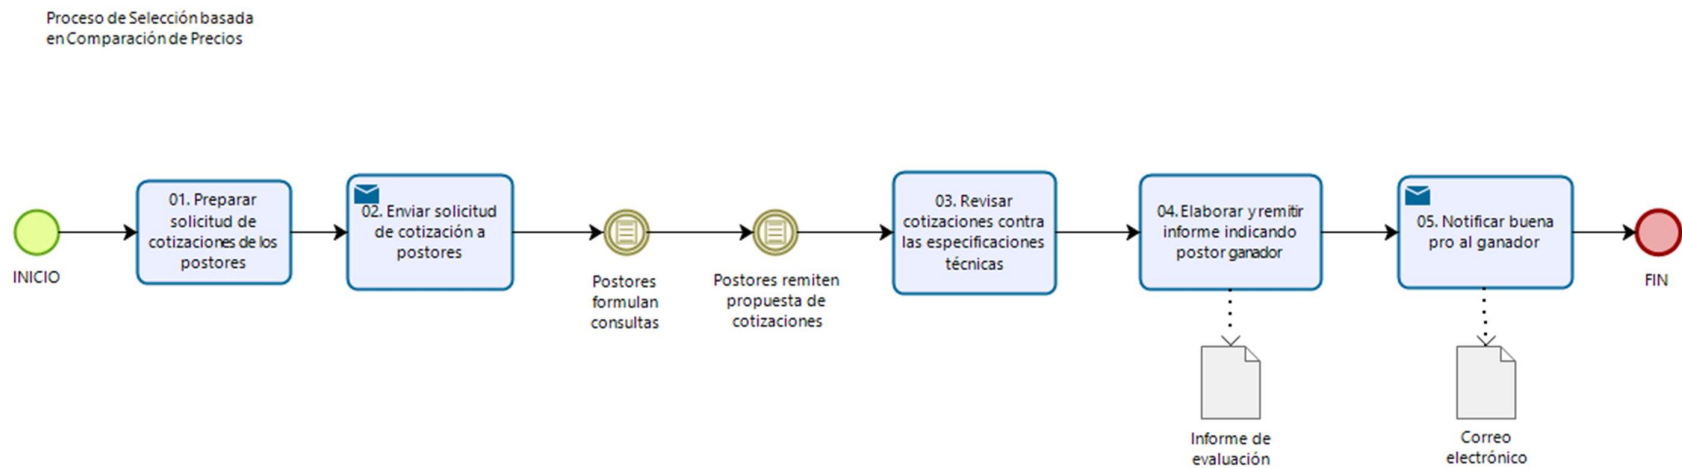 Proceso de Selección basada
en Comparación de Precios
INICIO
01. Preparar
solicitud de
cotizaciones de los
postores
02. Enviar solicitud
de cotización a
postores
Postores
formulan
consultas
Postores remiten
propuesta de
cotizaciones
03. Revisar
cotizaciones contra
las especificaciones
técnicas
04. Elaborar y remitir
informe indicando
postor ganador
05. Notificar buena
pro al ganador
FIN
Informe de
evaluación
Correo
electrónico